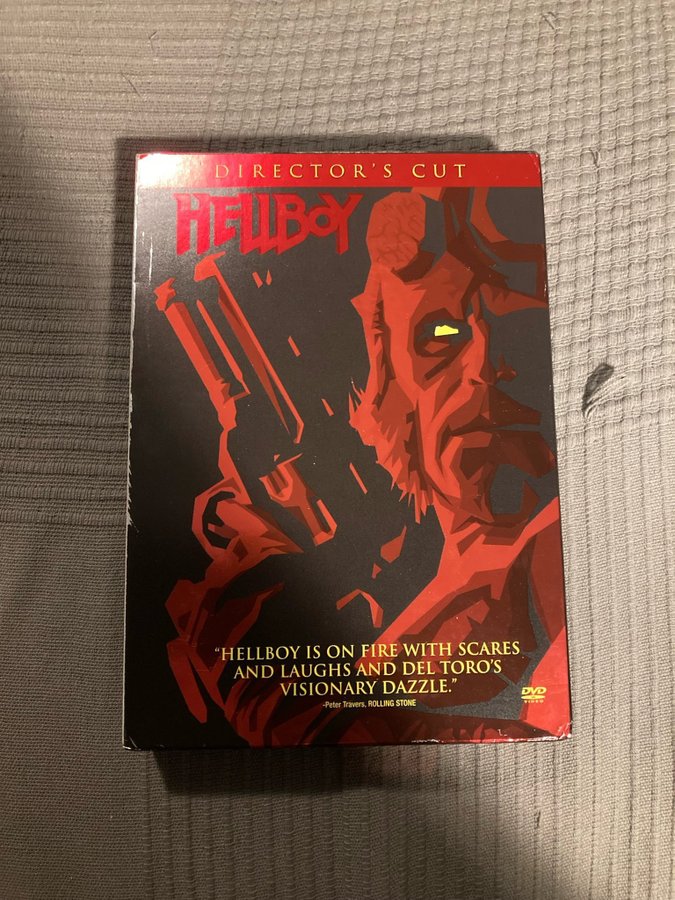 DIRECTOR'S CUT
HELLBOY
"HELLBOY IS ON FIRE WITH SCARES
AND LAUGHS AND DEL TORO'S
VISIONARY DAZZLE."
-Peter Travers, ROLLING STONE
DVD
VIDEO